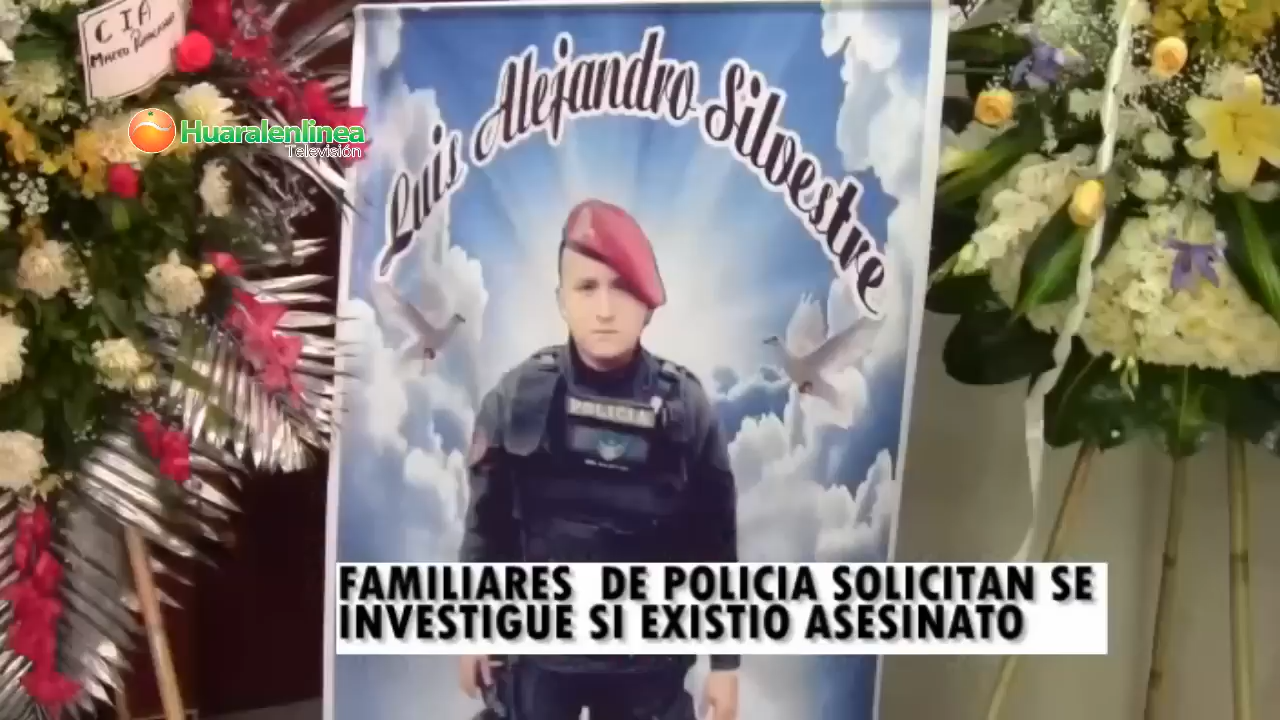 CIA
Huaralenlinea
Televisión
Luis Alejandro Silvestre
POLICIA
FAMILIARES DE POLICIA SOLICITAN SE
INVESTIGUE SI EXISTIO ASESINATO